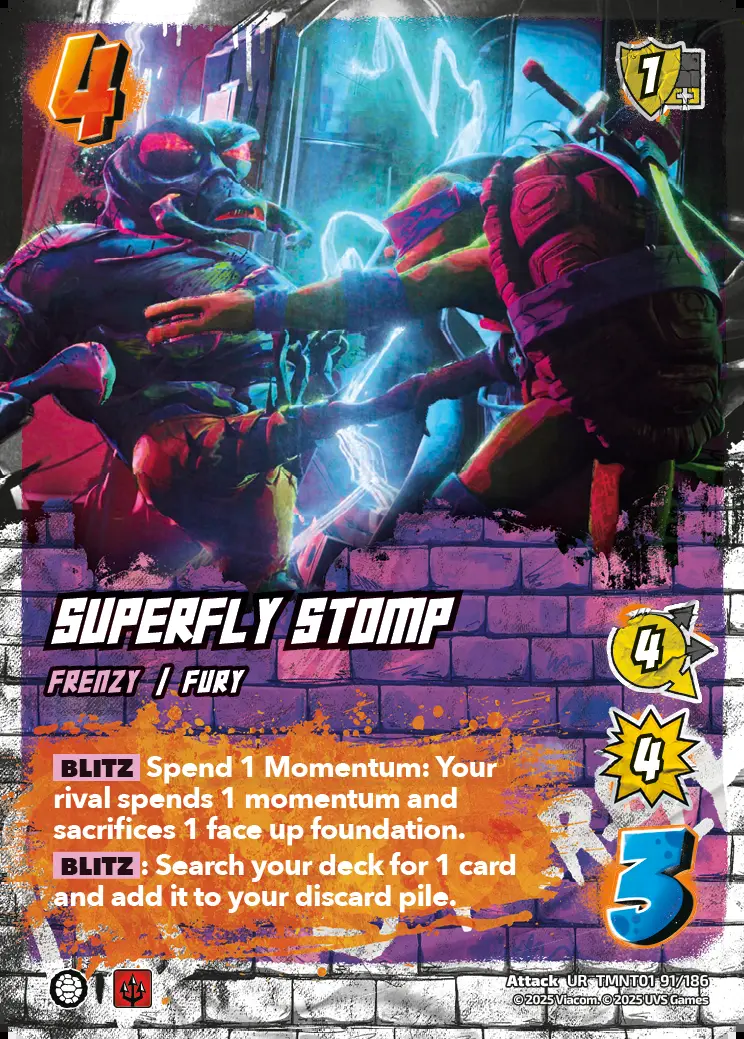 4
1
SUPERFLY STOMP
4
FRENZY / FURY
BLITZ Spend 1 Momentum: Your
rival spends 1 momentum and
sacrifices 1 face up foundation.
4
BLITZ: Search your deck for 1 card
and add it to your discard pile.
3
Attack UR TMNT01 91/186
© 2025 Viacom. © 2025 UVS Games